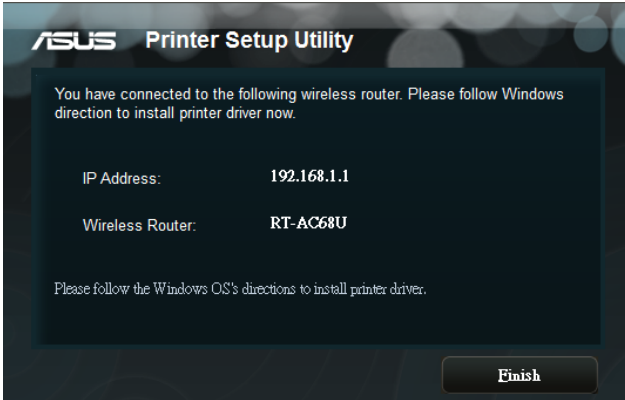 ASUS Printer Setup Utility
You have connected to the following wireless router. Please follow Windows
direction to install printer driver now.
IP Address: 192.168.1.1
Wireless Router: RT-AC68U
Please follow the Windows OS's directions to install printer driver.
Finish